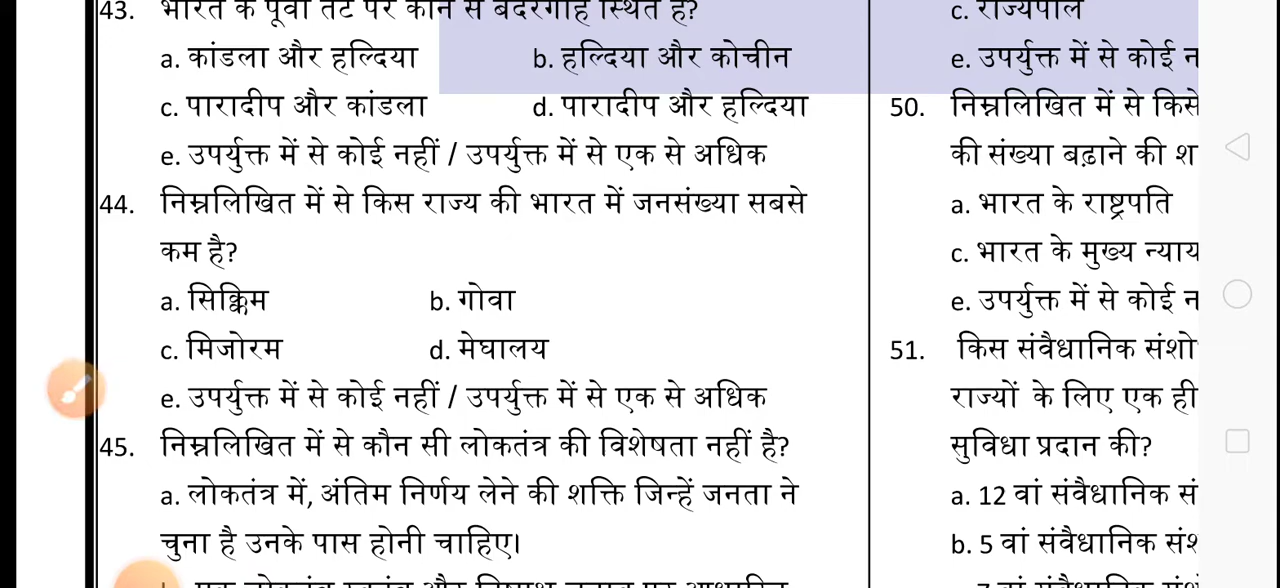 43. भारत के पूर्वी तट पर कौन से बंदरगाह स्थित है?
a. कांडला और हल्दिया b. हल्दिया और कोचीन
c. पारादीप और कांडला d. पारादीप और हल्दिया
e. उपर्युक्त में से कोई नहीं / उपर्युक्त में से एक से अधिक
44. निम्नलिखित में से किस राज्य की भारत में जनसंख्या सबसे
कम है?
a. सिक्किम b. गोवा
c. मिजोरम d. मेघालय
e. उपर्युक्त में से कोई नहीं / उपर्युक्त में से एक से अधिक
45. निम्नलिखित में से कौन सी लोकतंत्र की विशेषता नहीं है?
a. लोकतंत्र में, अंतिम निर्णय लेने की शक्ति जिन्हें जनता ने
चुना है उनके पास होनी चाहिए।
c. राज्यपाल
e. उपर्युक्त में से कोई न
50. निम्नलिखित में से किसे
की संख्या बढ़ाने की श
a. भारत के राष्ट्रपति
c. भारत के मुख्य न्याय
e. उपर्युक्त में से कोई न
51. किस संवैधानिक संशो
राज्यों के लिए एक ही
सुविधा प्रदान की?
a. 12 वां संवैधानिक सं
b. 5 वां संवैधानिक संश